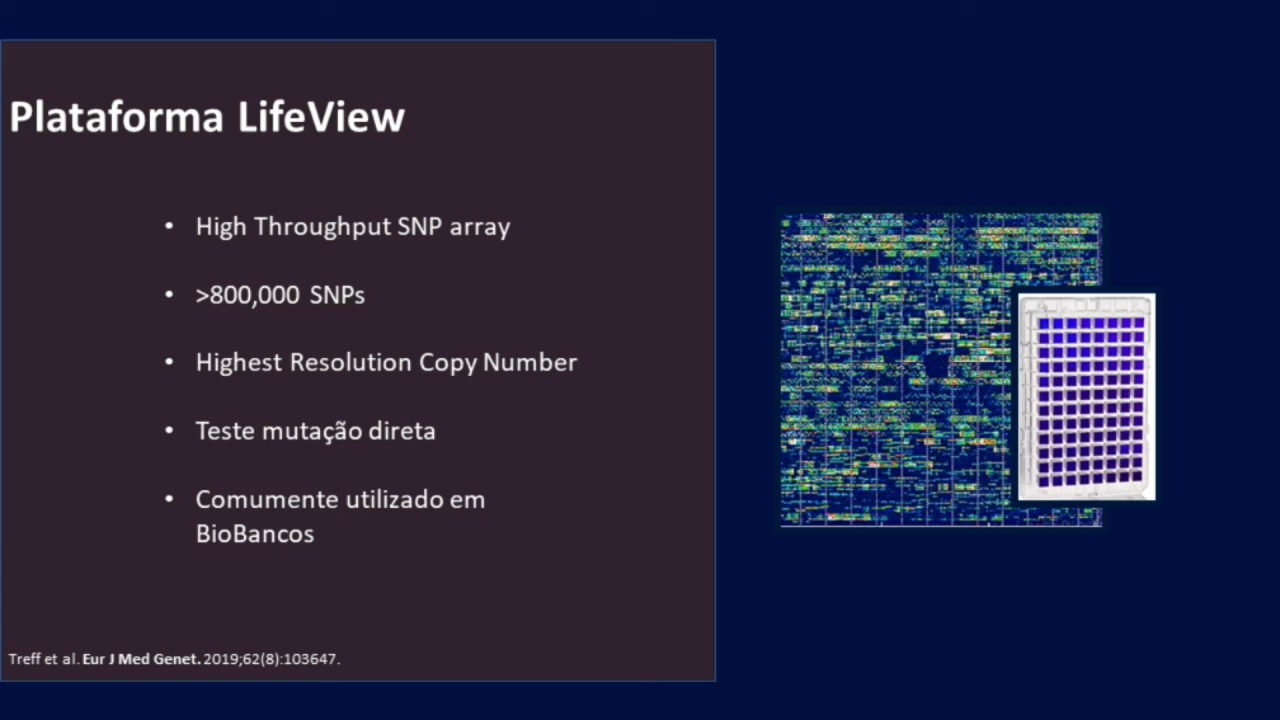 Plataforma LifeView
• High Throughput SNP array
• >800,000 SNPs
• Highest Resolution Copy Number
• Teste mutação direta
• Comumente utilizado em
BioBancos
Treff et al. Eur J Med Genet. 2019;62(8):103647.